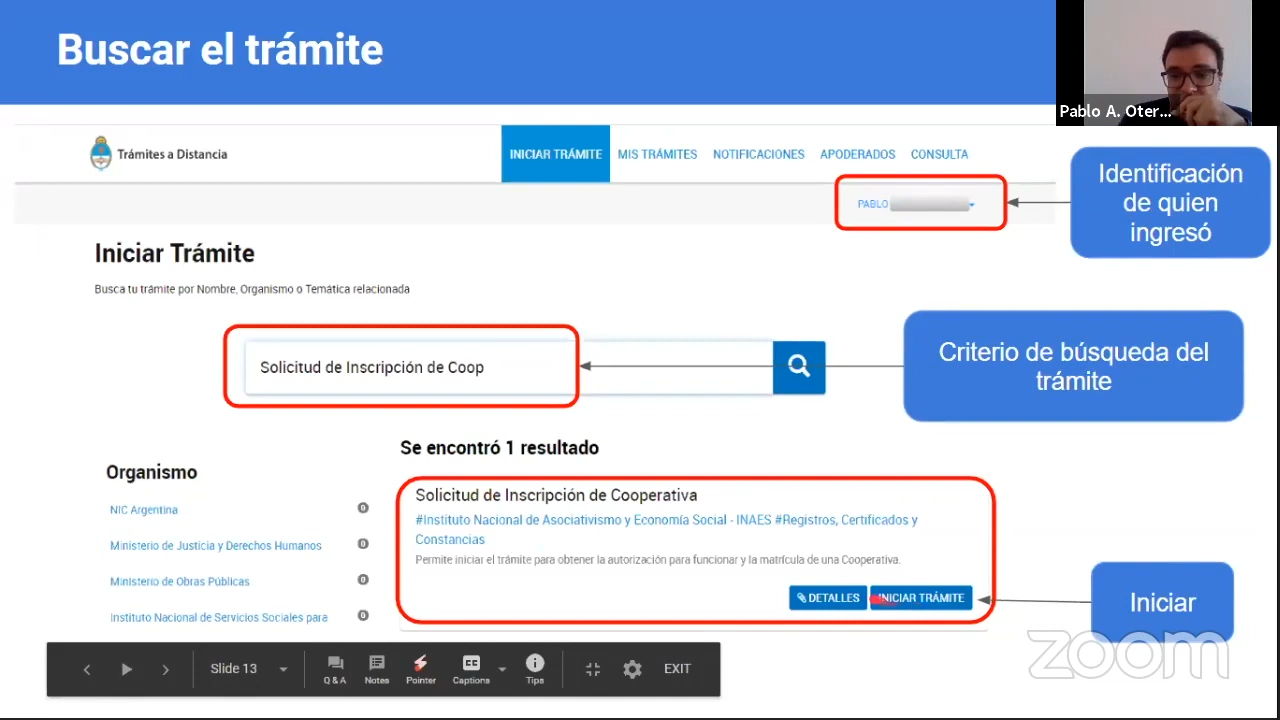 Buscar el trámite
Pablo A. Oter...
Trámites a Distancia
INICIAR TRÁMITE
MIS TRÁMITES
NOTIFICACIONES
APODERADOS
CONSULTA
PABLO
Identificación
de quien
ingresó
Iniciar Trámite
Busca tu trámite por Nombre, Organismo o Temática relacionada
Solicitud de Inscripción de Coop
Criterio de búsqueda del
trámite
Se encontró 1 resultado
Organismo
NIC Argentina 0
Ministerio de Justicia y Derechos Humanos 0
Ministerio de Obras Públicas 0
Instituto Nacional de Servicios Sociales para 0
Solicitud de Inscripción de Cooperativa
#Instituto Nacional de Asociativismo y Economía Social - INAES #Registros, Certificados y
Constancias
Permite iniciar el trámite para obtener la autorización para funcionar y la matrícula de una Cooperativa.
DETALLES
INICIAR TRÁMITE
Iniciar
zoom
Slide 13
Q & A
Notes
Pointer
CC
Captions
Tips
EXIT